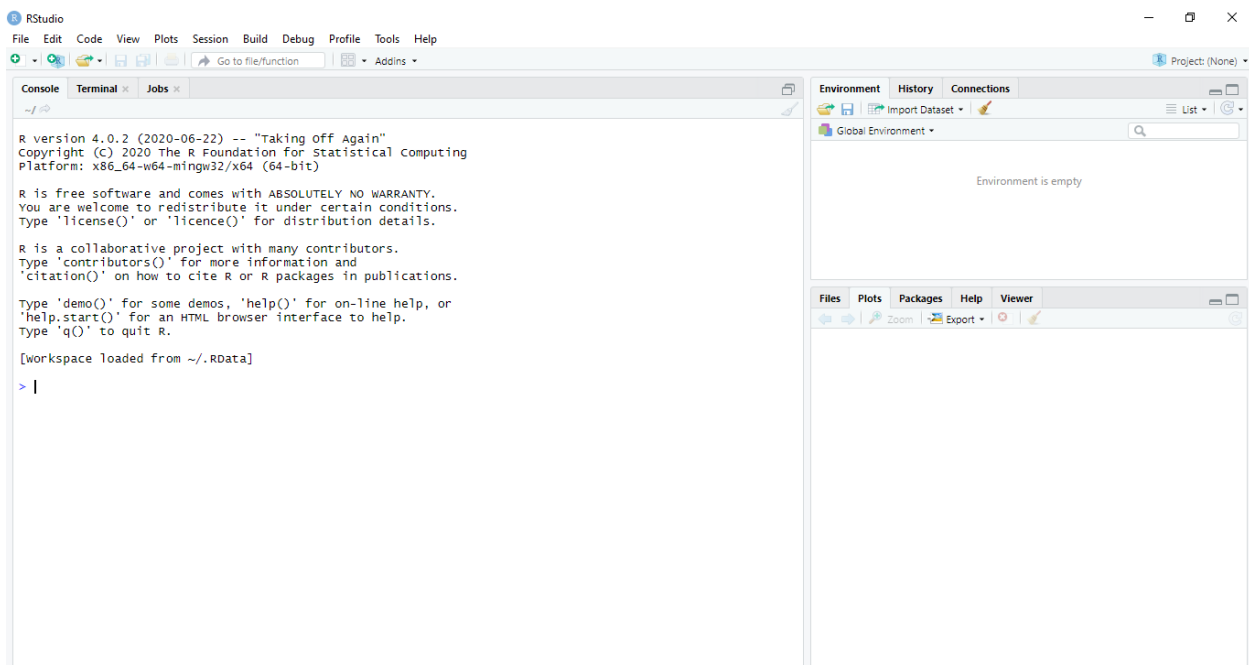 RStudio
File Edit Code View Plots Session Build Debug Profile Tools Help
R Go to file/function Addins R Project: (None)
Console Terminal Jobs
~/
R version 4.0.2 (2020-06-22) -- "Taking Off Again"
Copyright (C) 2020 The R Foundation for Statistical Computing
Platform: x86_64-w64-mingw32/x64 (64-bit)
R is free software and comes with ABSOLUTELY NO WARRANTY.
You are welcome to redistribute it under certain conditions.
Type 'license()' or 'licence()' for distribution details.
R is a collaborative project with many contributors.
Type 'contributors()' for more information and
'citation()' on how to cite R or R packages in publications.
Type 'demo()' for some demos, 'help()' for on-line help, or
'help.start()' for an HTML browser interface to help.
Type 'q()' to quit R.
[Workspace loaded from ~/.RData]
>
Environment History Connections
Import Dataset List
Global Environment
Environment is empty
Files Plots Packages Help Viewer
Zoom Export